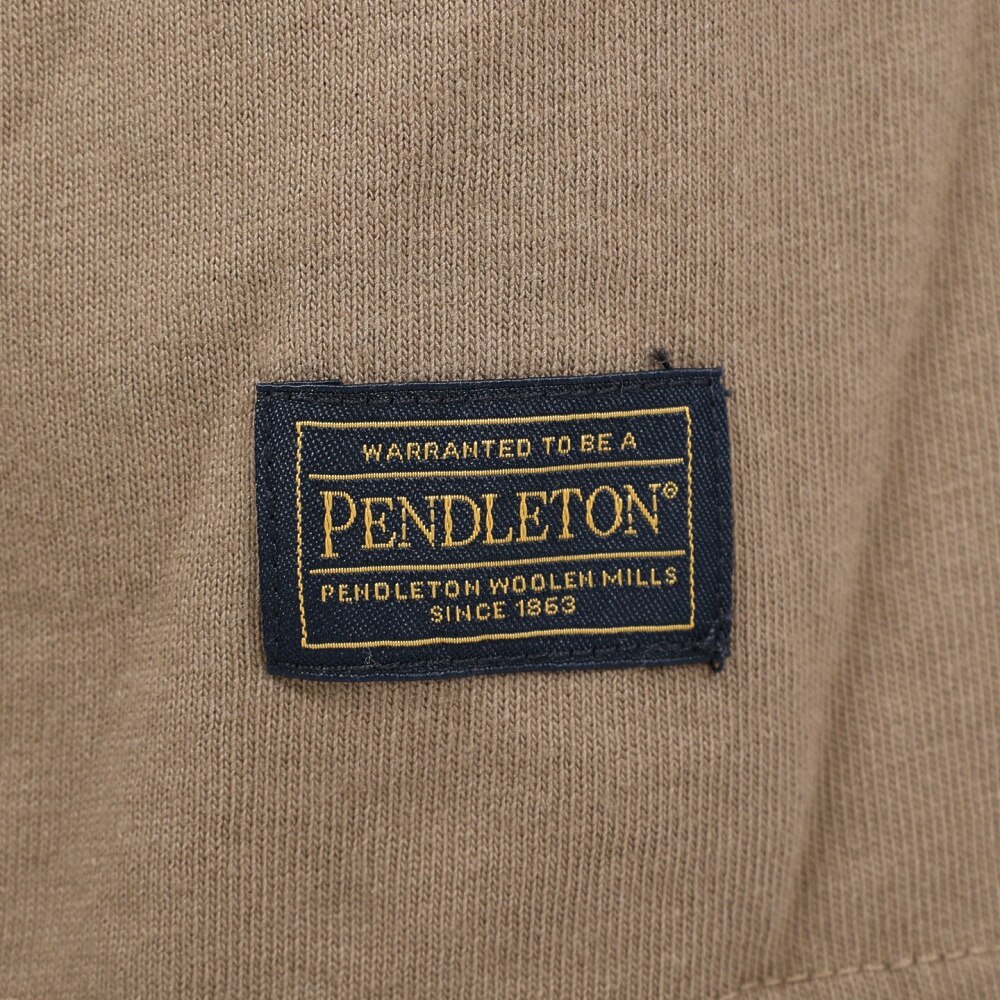 WARRANTED TO BE A
PENDLETON®
PENDLETON WOOLEN MILLS
SINCE 1863